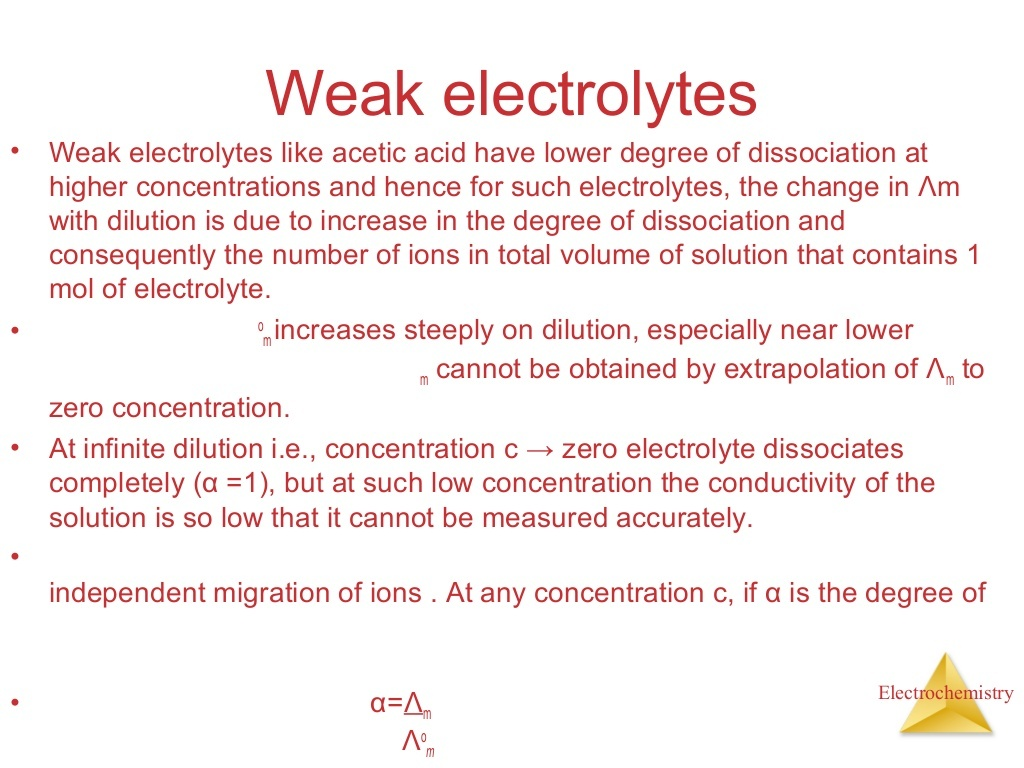 Weak electrolytes
• Weak electrolytes like acetic acid have lower degree of dissociation at
higher concentrations and hence for such electrolytes, the change in Λm
with dilution is due to increase in the degree of dissociation and
consequently the number of ions in total volume of solution that contains 1
mol of electrolyte.
• o m increases steeply on dilution, especially near lower
m cannot be obtained by extrapolation of Λm to
zero concentration.
• At infinite dilution i.e., concentration c → zero electrolyte dissociates
completely (α =1), but at such low concentration the conductivity of the
solution is so low that it cannot be measured accurately.
•
independent migration of ions . At any concentration c, if α is the degree of
• α=Λm
Λom
Electrochemistry